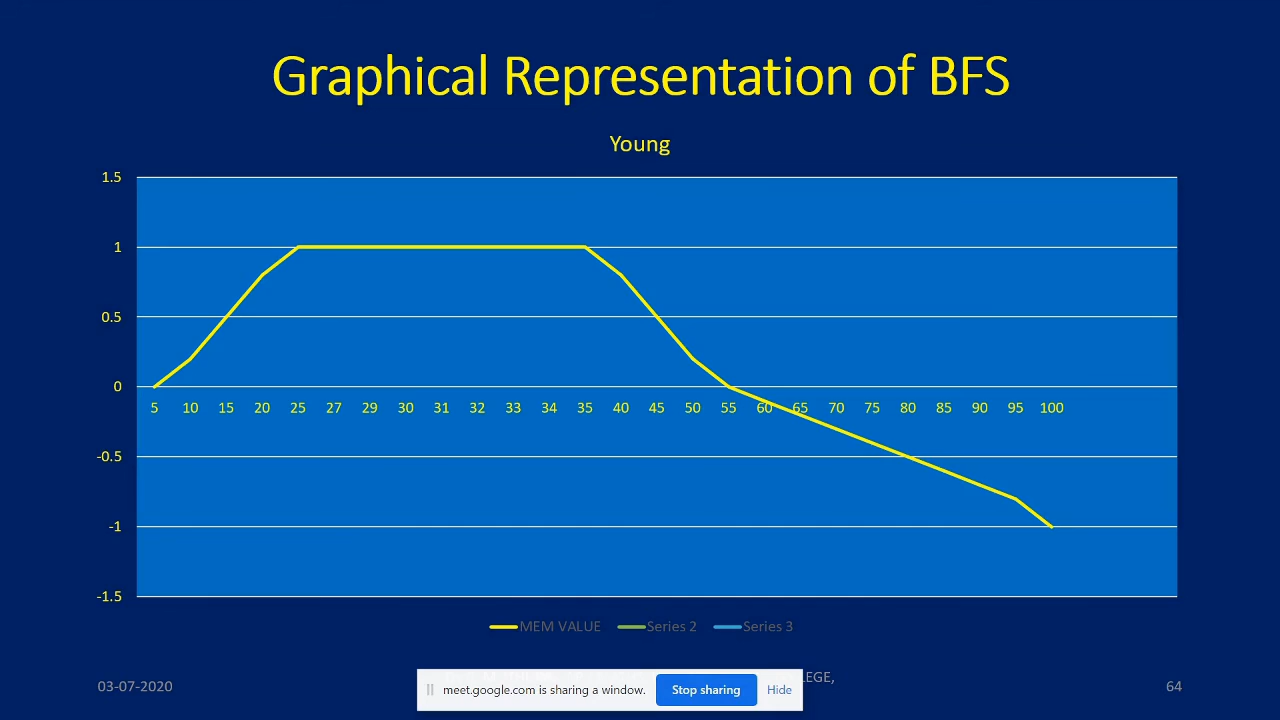 Graphical Representation of BFS
Young
1.5
1
0.5
0
5 10 15 20 25 27 29 30 31 32 33 34 35 40 45 50 55 60 65 70 75 80 85 90 95 100
-0.5
-1
-1.5
MEM VALUE Series 2 Series 3
meet.google.com is sharing a window. Stop sharing Hide
03-07-2020 64